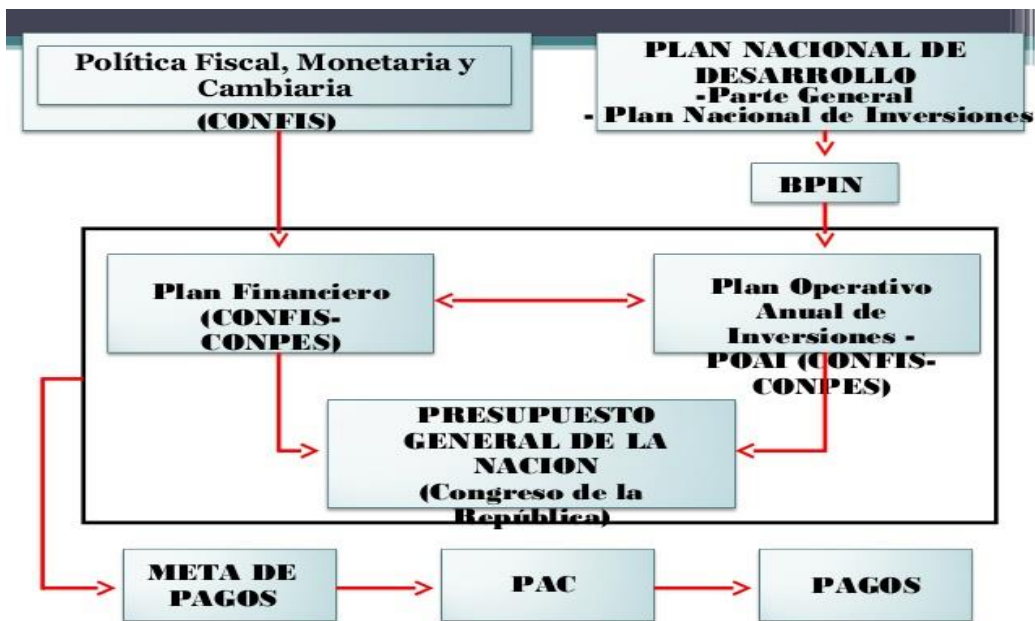 Política Fiscal, Monetaria y
Cambiaria
(CONFIS)
PLAN NACIONAL DE
DESARROLLO
-Parte General
- Plan Nacional de Inversiones
BPIN
Plan Financiero
(CONFIS-
CONPES)
Plan Operativo
Anual de
Inversiones -
POAI (CONFIS-
CONPES)
PRESUPUESTO
GENERAL DE LA
NACION
(Congreso de la
República)
META DE
PAGOS
PAC
PAGOS